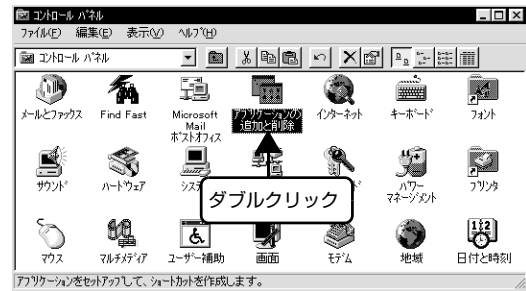 コントロール パネル
ファイル(F) 編集(E) 表示(V) ヘルプ(H)
コントロール パネル
メールとファックス Find Fast Microsoft Mail ポストオフィス アプリケーションの追加と削除 インターネット キーボード フォント
サウンド ハードウェア パワー マネージメント プリンタ
ダブルクリック
マウス マルチメディア ユーザー補助 画面 モデム 地域 日付と時刻
アプリケーションをセットアップして、ショートカットを作成します。